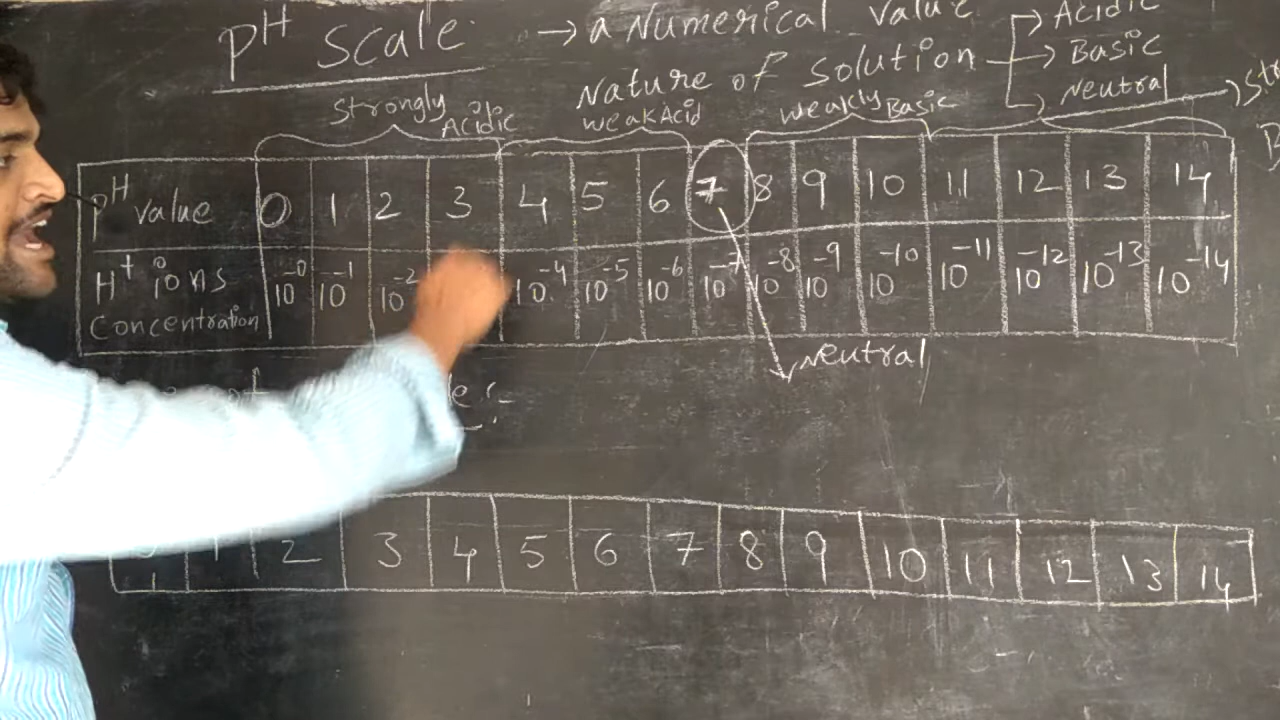 pH Scale → a Numerical value
Nature of Solution → Acidic
→ Basic
Neutral
Strongly Acidic weak Acid weakly Basic
pH value 0 1 2 3 4 5 6 7 8 9 10 11 12 13 14
H+ ions Concentration 10^-0 10^-1 10^-2 10^-4 10^-5 10^-6 10^-7 10^-8 10^-9 10^-10 10^-11 10^-12 10^-13 10^-14
Neutral
2 3 4 5 6 7 8 9 10 11 12 13 14